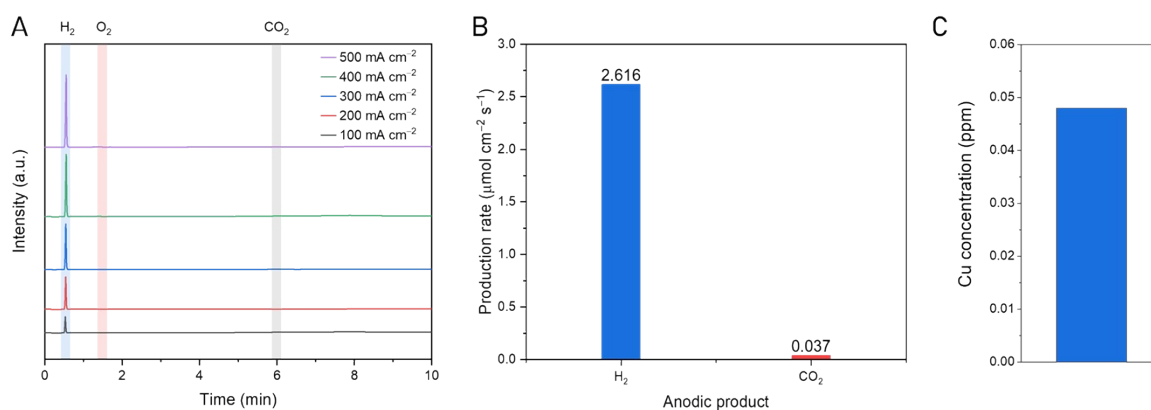 A
H₂ O₂ CO₂
500 mA cm⁻²
400 mA cm⁻²
300 mA cm⁻²
200 mA cm⁻²
100 mA cm⁻²
Intensity (a.u.)
0 2 4 6 8 10
Time (min)
B
Production rate (μmol cm⁻² s⁻¹)
3.0
2.5
2.0
1.5
1.0
0.5
0.0
2.616
0.037
H₂ CO₂
Anodic product
C
Cu concentration (ppm)
0.06
0.05
0.04
0.03
0.02
0.01
0.00